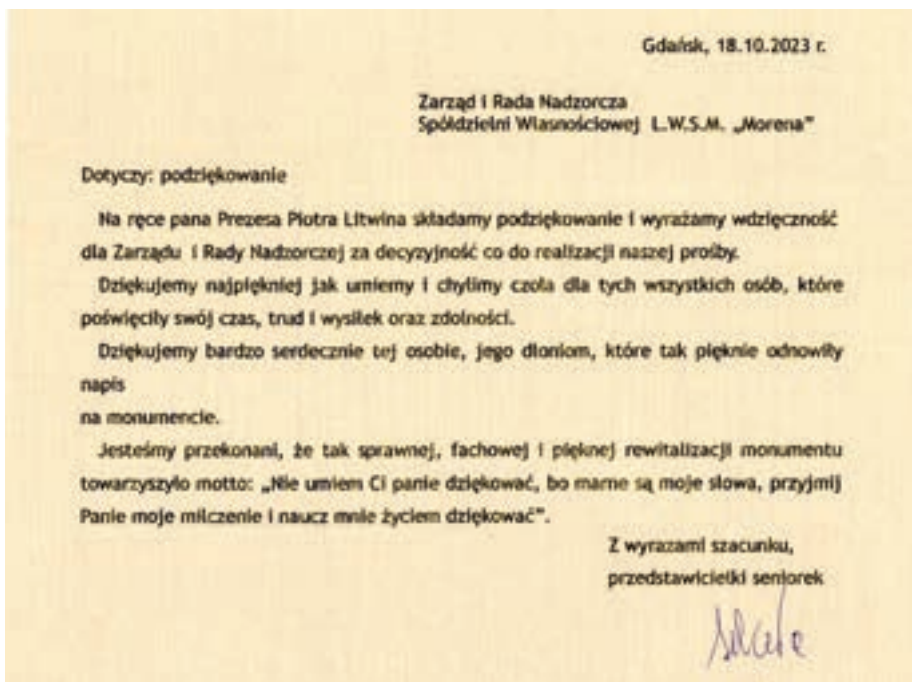 Gdańsk, 18.10.2023 r.
Zarząd i Rada Nadzorcza
Spółdzielni Własnościowej L.W.S.M. „Morena”
Dotyczy: podziękowanie
Na ręce pana Prezesa Piotra Litwina składamy podziękowanie i wyrażamy wdzięczność
dla Zarządu i Rady Nadzorczej za decyzyjność co do realizacji naszej prośby.
Dziękujemy najpiękniej jak umiemy i chylimy czoła dla tych wszystkich osób, które
poświęciły swój czas, trud i wysiłek oraz zdolności.
Dziękujemy bardzo serdecznie tej osobie, jego dłoniom, które tak pięknie odnowiły
napis
na monumencie.
Jesteśmy przekonani, że tak sprawnej, fachowej i pięknej rewitalizacji monumentu
towarzyszyło motto: „Nie umiem Ci panie dziękować, bo marne są moje słowa, przyjmij
Panie moje milczenie i naucz mnie życiem dziękować”.
Z wyrazami szacunku,
przedstawicielki seniorek